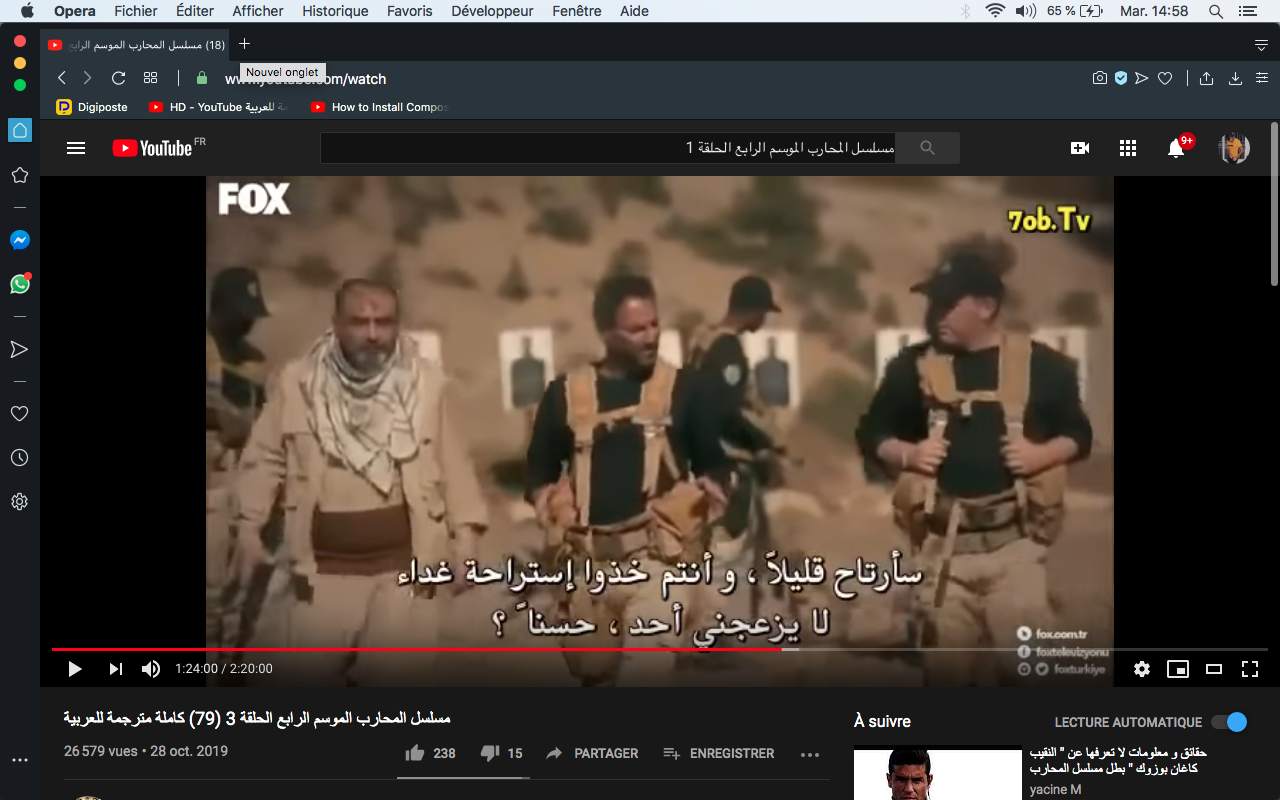 Opera Fichier Éditer Afficher Historique Favoris Développeur Fenêtre Aide 65 % Mar. 14:58
(18) مسلسل المحارب الموسم الرابع
Nouvel onglet
/watch
Digiposte HD - YouTube للعربية How to Install Compos
YouTube FR مسلسل المحارب الموسم الرابع الحلقة 1 9+
FOX
7ob.Tv
سأرتاح قليلاً ، و أنتم خذوا إستراحة غداء
لا يزعجني أحد ، حسناً ؟
fox.com.tr
foxtelevizyonu
foxturkiye
1:24:00 / 2:20:00
مسلسل المحارب الموسم الرابع الحلقة 3 (79) كاملة مترجمة للعربية
26 579 vues • 28 oct. 2019
238 15 PARTAGER ENREGISTRER
À suivre LECTURE AUTOMATIQUE
حقائق و معلومات لا تعرفها عن " النقيب
كاغان بوزوك " بطل مسلسل المحارب
yacine M